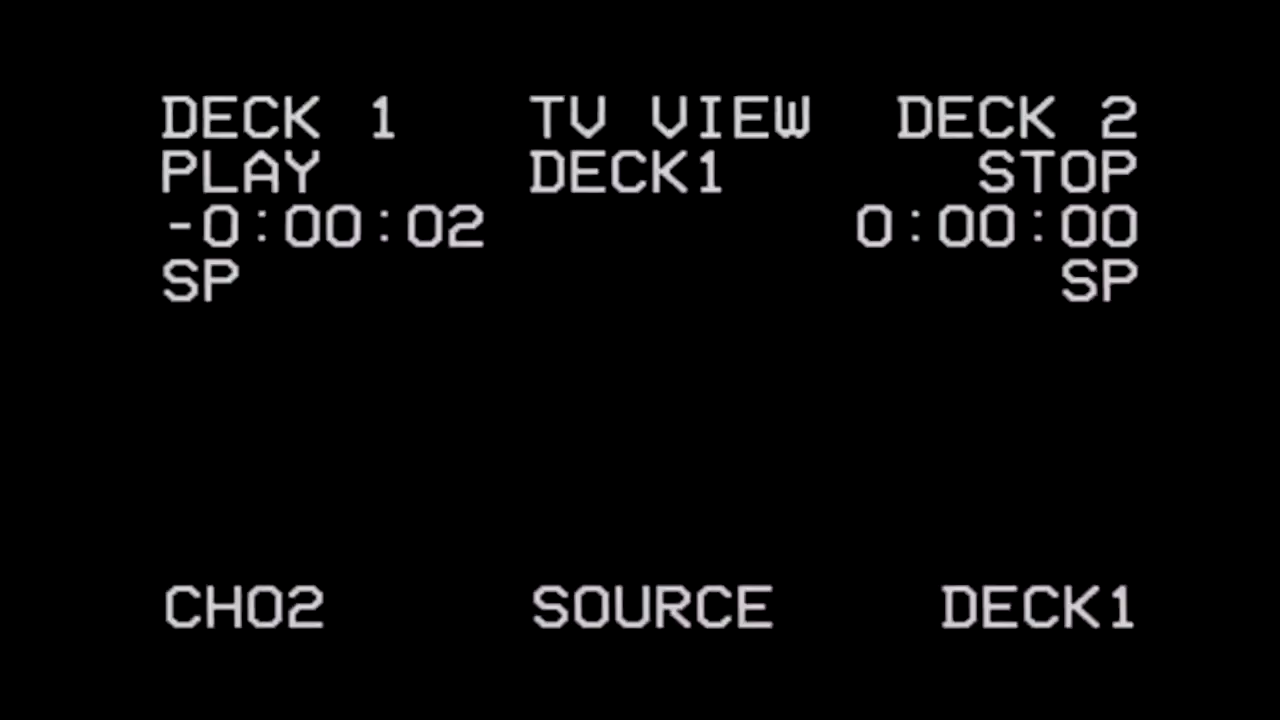 DECK 1 TV VIEW DECK 2
PLAY DECK1 STOP
-0:00:02 0:00:00
SP SP
CH02 SOURCE DECK1